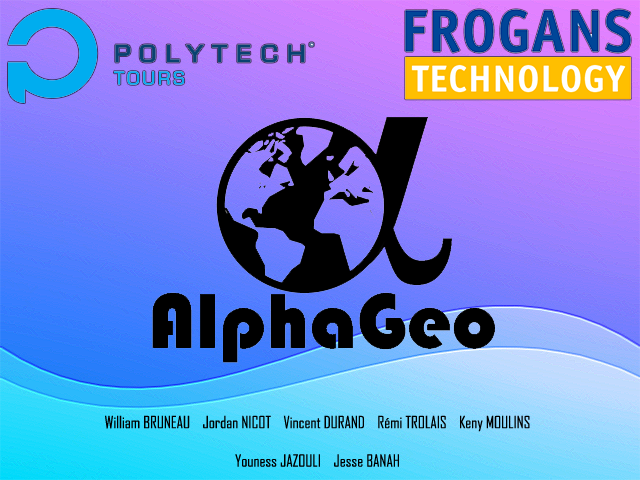 POLYTECH°
TOURS
FROGANS
TECHNOLOGY
AlphaGeo
William BRUNEAU Jordan NICOT Vincent DURAND Rémi TROLAIS Keny MOULINS
Youness JAZOULI Jesse BANAH